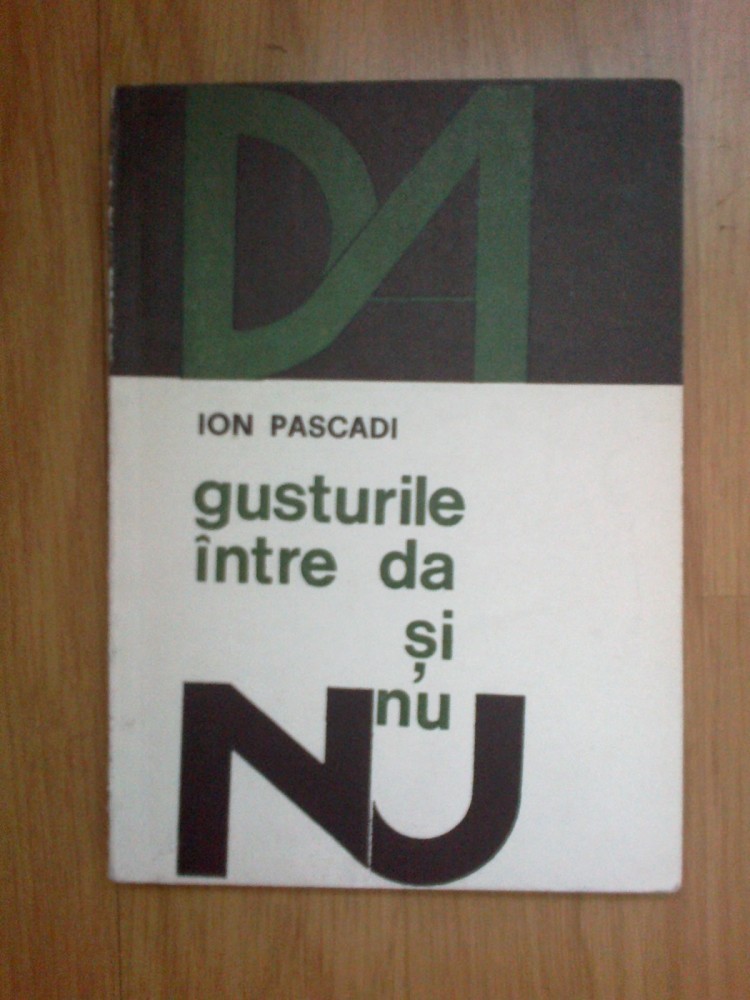 DA
ION PASCADI
gusturile
între da
și
nu
NU